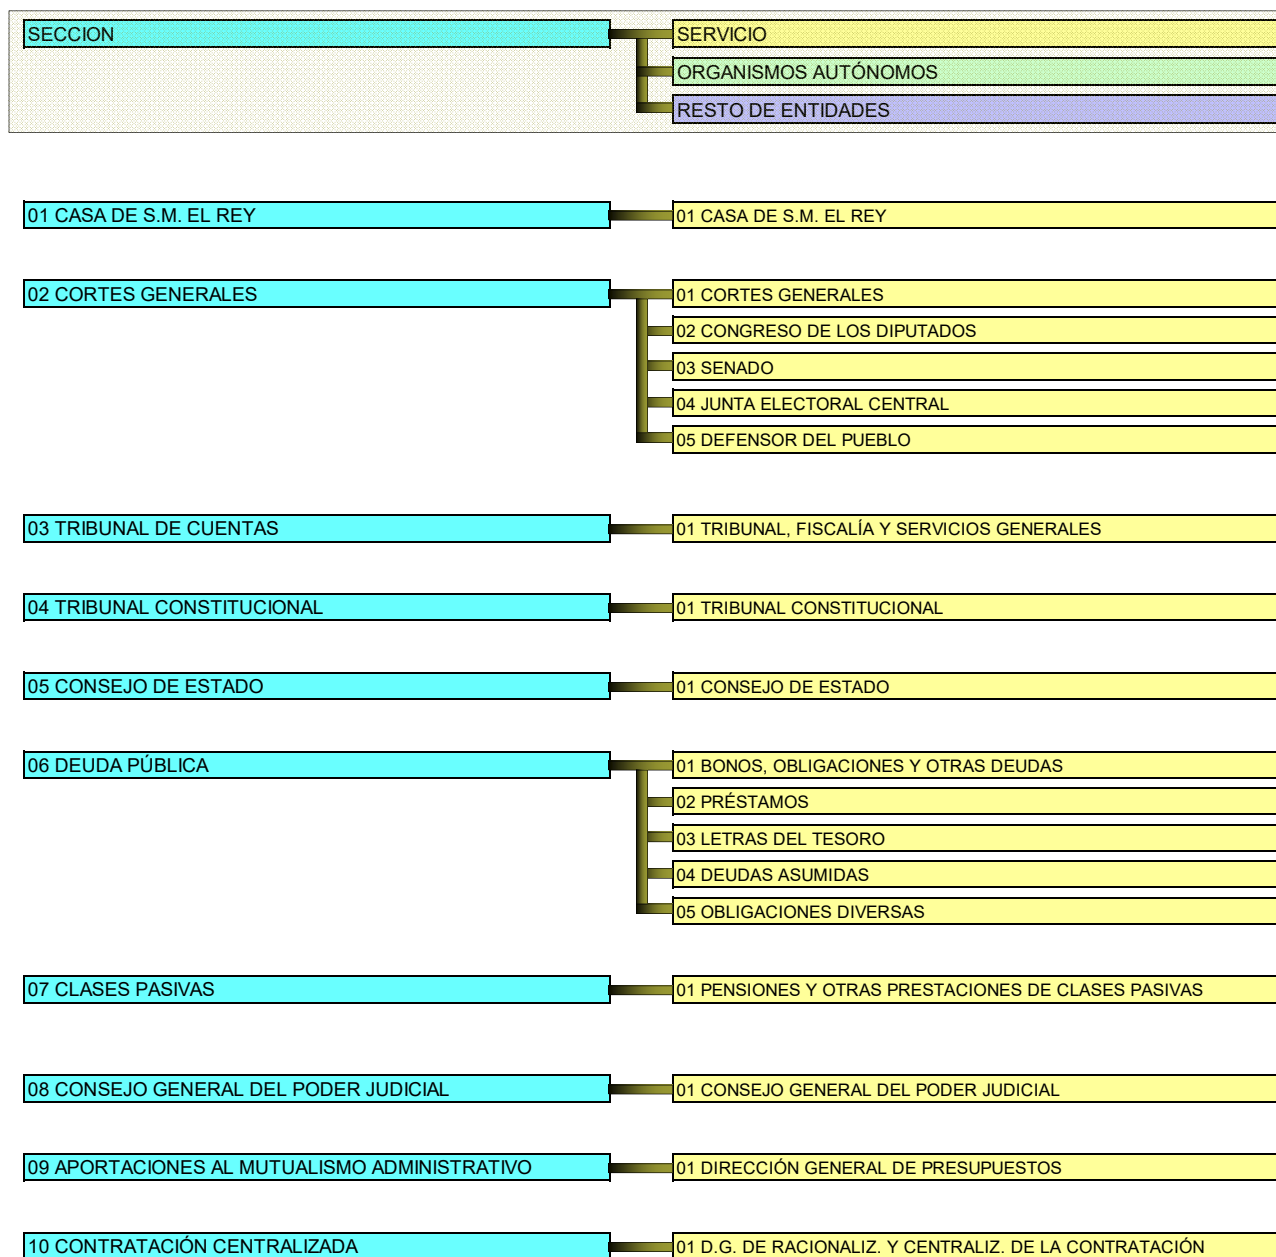 SECCION
SERVICIO
ORGANISMOS AUTÓNOMOS
RESTO DE ENTIDADES
01 CASA DE S.M. EL REY
01 CASA DE S.M. EL REY
02 CORTES GENERALES
01 CORTES GENERALES
02 CONGRESO DE LOS DIPUTADOS
03 SENADO
04 JUNTA ELECTORAL CENTRAL
05 DEFENSOR DEL PUEBLO
03 TRIBUNAL DE CUENTAS
01 TRIBUNAL, FISCALÍA Y SERVICIOS GENERALES
04 TRIBUNAL CONSTITUCIONAL
01 TRIBUNAL CONSTITUCIONAL
05 CONSEJO DE ESTADO
01 CONSEJO DE ESTADO
06 DEUDA PÚBLICA
01 BONOS, OBLIGACIONES Y OTRAS DEUDAS
02 PRÉSTAMOS
03 LETRAS DEL TESORO
04 DEUDAS ASUMIDAS
05 OBLIGACIONES DIVERSAS
07 CLASES PASIVAS
01 PENSIONES Y OTRAS PRESTACIONES DE CLASES PASIVAS
08 CONSEJO GENERAL DEL PODER JUDICIAL
01 CONSEJO GENERAL DEL PODER JUDICIAL
09 APORTACIONES AL MUTUALISMO ADMINISTRATIVO
01 DIRECCIÓN GENERAL DE PRESUPUESTOS
10 CONTRATACIÓN CENTRALIZADA
01 D.G. DE RACIONALIZ. Y CENTRALIZ. DE LA CONTRATACIÓN